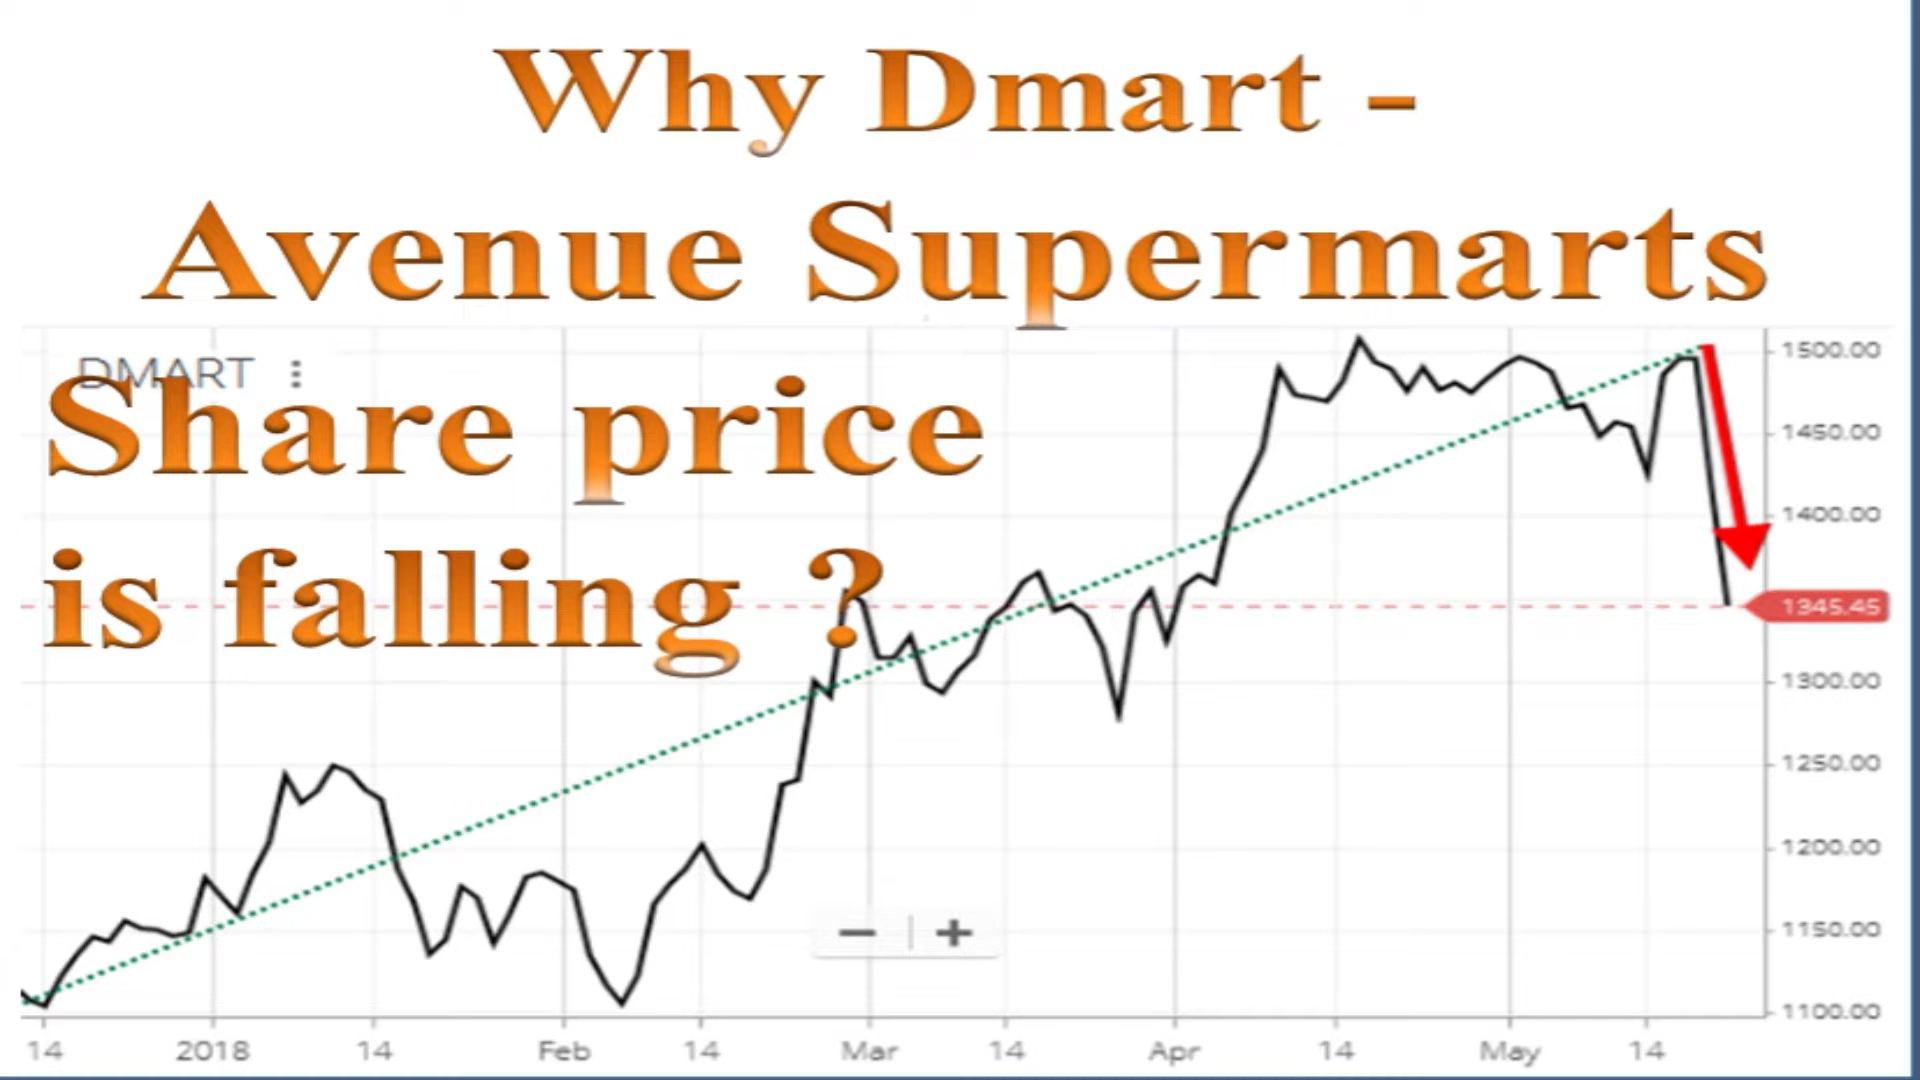 Why Dmart -
Avenue Supermarts
DMART
Share price
is falling ?
1500.00
1450.00
1400.00
1345.45
1300.00
1250.00
1200.00
1150.00
1100.00
14 2018 14 Feb 14 Mar 14 Apr 14 May 14